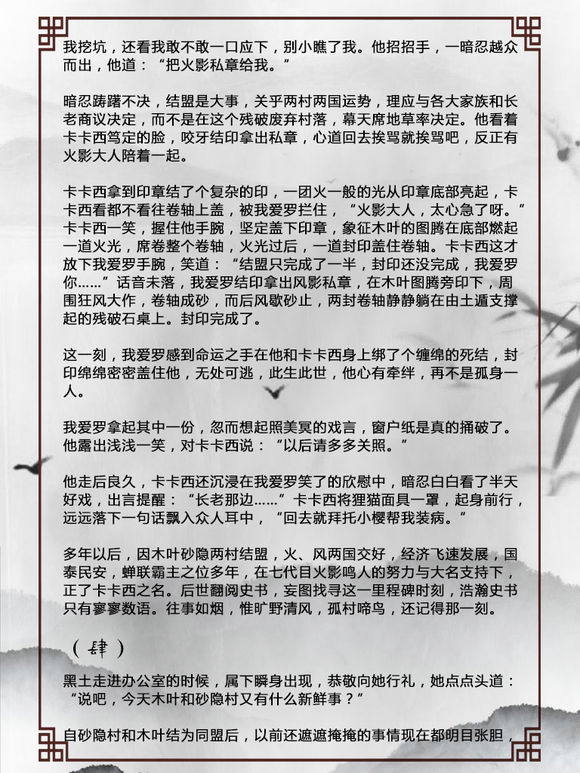 我挖坑，还看我敢不敢一口应下，别小瞧了我。他招招手，一暗忍越众
而出，他道：“把火影私章给我。”
暗忍踌躇不决，结盟是大事，关乎两村两国运势，理应与各大家族和长
老商议决定，而不是在这个残破废弃村落，幕天席地草率决定。他看着
卡卡西笃定的脸，咬牙结印拿出私章，心道回去挨骂就挨骂吧，反正有
火影大人陪着一起。
卡卡西拿到印章结了个复杂的印，一团火一般的光从印章底部亮起，卡
卡西看都不看往卷轴上盖，被我爱罗拦住，“火影大人，太心急了呀。”
卡卡西一笑，握住他手腕，坚定盖下印章，象征木叶的图腾在底部燃起
一道火光，席卷整个卷轴，火光过后，一道封印盖住卷轴。卡卡西这才
放下我爱罗手腕，笑道：“结盟只完成了一半，封印还没完成，我爱罗
你……”话音未落，我爱罗结印拿出风影私章，在木叶图腾旁印下，周
围狂风大作，卷轴成砂，而后风歇砂止，两封卷轴静静躺在由土遁支撑
起的残破石桌上。封印完成了。
这一刻，我爱罗感到命运之手在他和卡卡西身上绑了个缠绵的死结，封
印绵绵密密盖住他，无处可逃，此生此世，他心有牵绊，再不是孤身一
人。
我爱罗拿起其中一份，忽而想起照美冥的戏言，窗户纸是真的捅破了。
他露出浅浅一笑，对卡卡西说：“以后请多多关照。”
他走后良久，卡卡西还沉浸在我爱罗笑了的欣慰中，暗忍白白看了半天
好戏，出言提醒：“长老那边……”卡卡西将狸猫面具一罩，起身前行，
远远落下一句话飘入众人耳中，“回去就拜托小樱帮我装病。”
多年以后，因木叶砂隐两村结盟，火、风两国交好，经济飞速发展，国
泰民安，蝉联霸主之位多年，在七代目火影鸣人的努力与大名支持下，
正了卡卡西之名。后世翻阅史书，妄图找寻这一里程碑时刻，浩瀚史书
只有寥寥数语。往事如烟，惟旷野清风，孤村啼鸟，还记得那一刻。
（肆）
黑土走进办公室的时候，属下瞬身出现，恭敬向她行礼，她点点头道：
“说吧，今天木叶和砂隐村又有什么新鲜事？”
自砂隐村和木叶结为同盟后，以前还遮遮掩掩的事情现在都明目张胆，